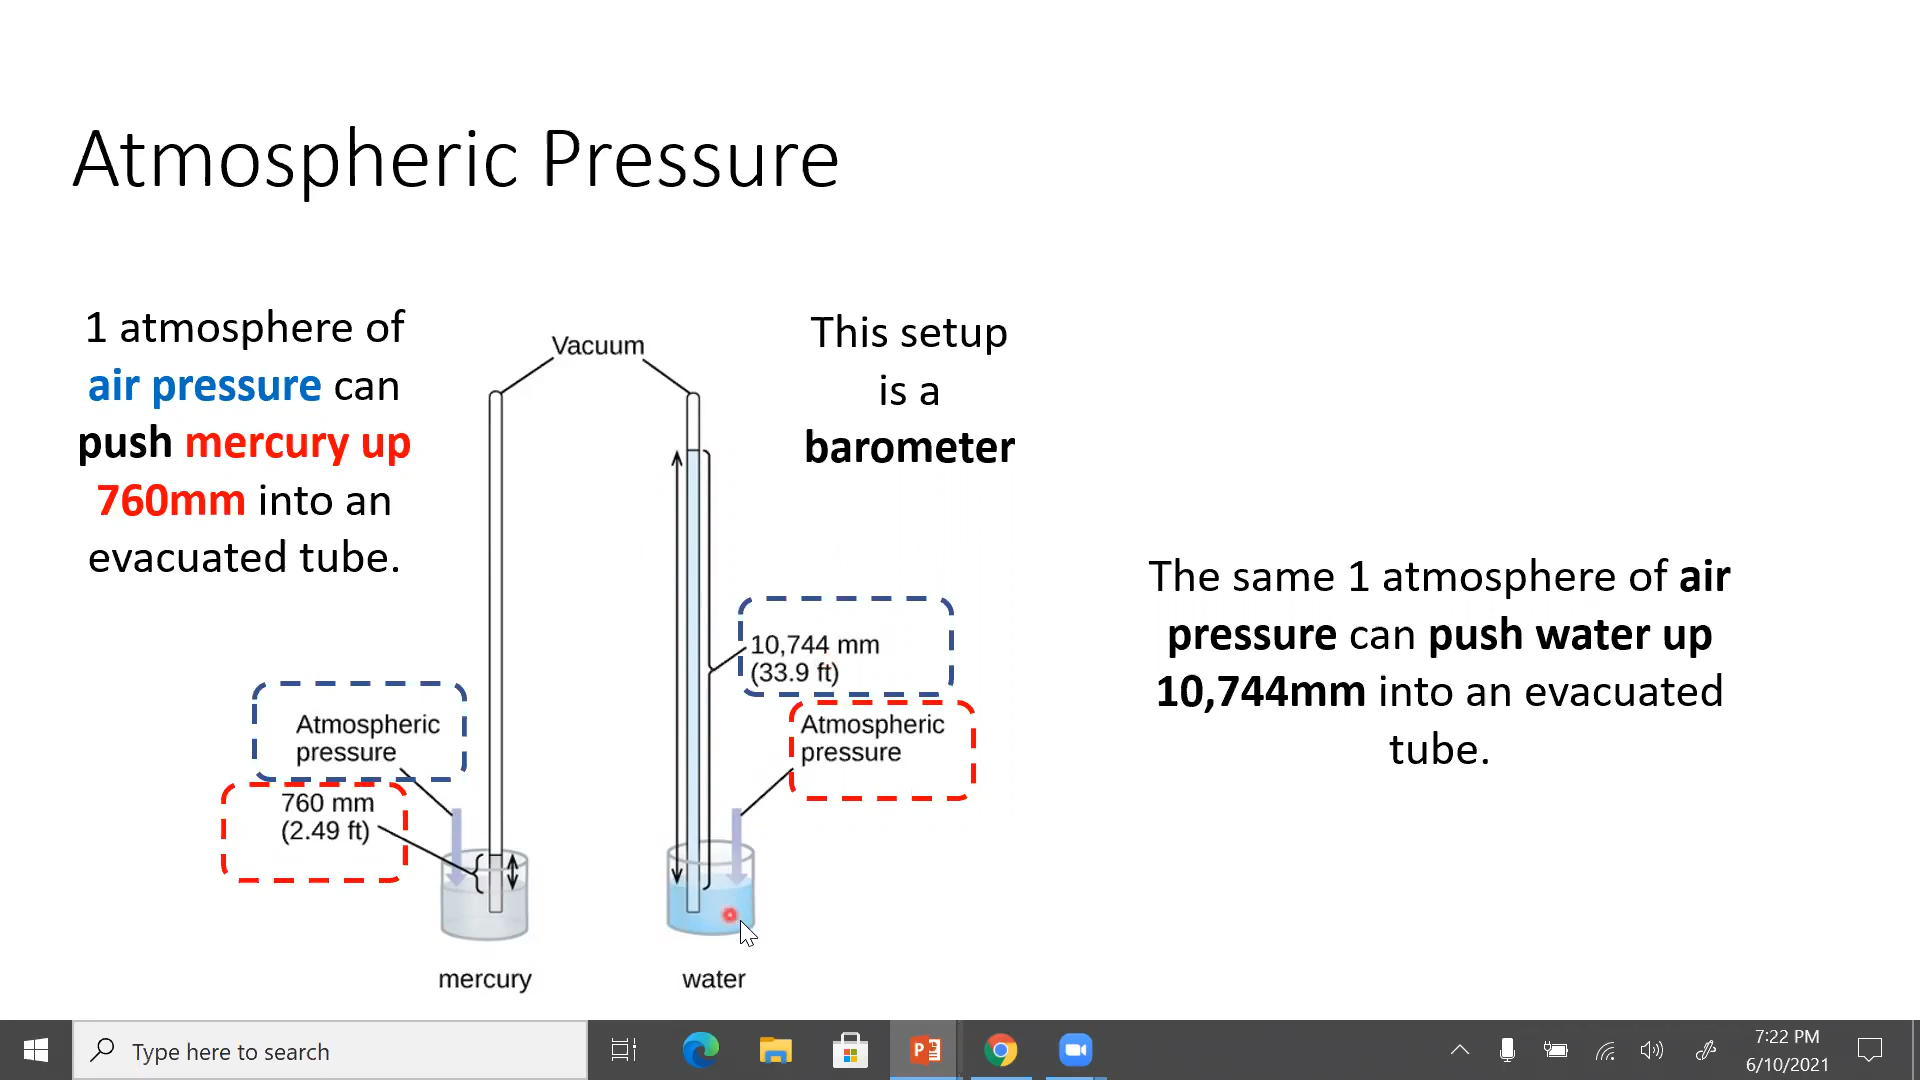 Atmospheric Pressure
1 atmosphere of
air pressure can
push mercury up
760mm into an
evacuated tube.
Vacuum
This setup
is a
barometer
10,744 mm
(33.9 ft)
Atmospheric
pressure
760 mm
(2.49 ft)
Atmospheric
pressure
mercury
water
The same 1 atmosphere of air
pressure can push water up
10,744mm into an evacuated
tube.
Type here to search
7:22 PM
6/10/2021